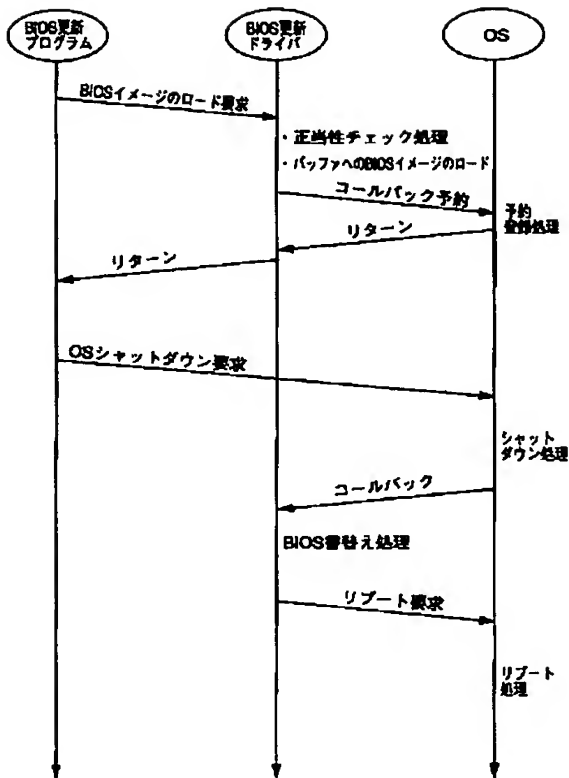 BIOS更新
プログラム
BIOS更新
ドライバ
OS
BIOSイメージのロード要求
・正当性チェック処理
・バッファへのBIOSイメージのロード
コールバック予約
予約
登録処理
リターン
リターン
OSシャットダウン要求
シャット
ダウン処理
コールバック
BIOS書替え処理
リブート要求
リブート
処理